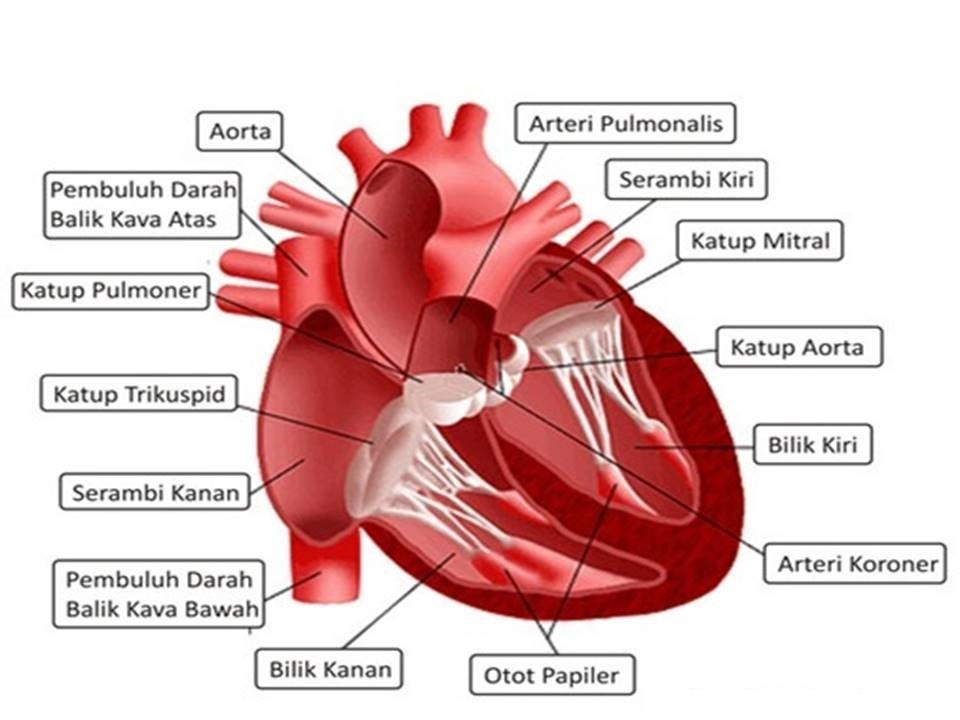 Aorta
Arteri Pulmonalis
Serambi Kiri
Pembuluh Darah
Balik Kava Atas
Katup Mitral
Katup Pulmoner
Katup Aorta
Katup Trikuspid
Bilik Kiri
Serambi Kanan
Arteri Koroner
Pembuluh Darah
Balik Kava Bawah
Bilik Kanan
Otot Papiler